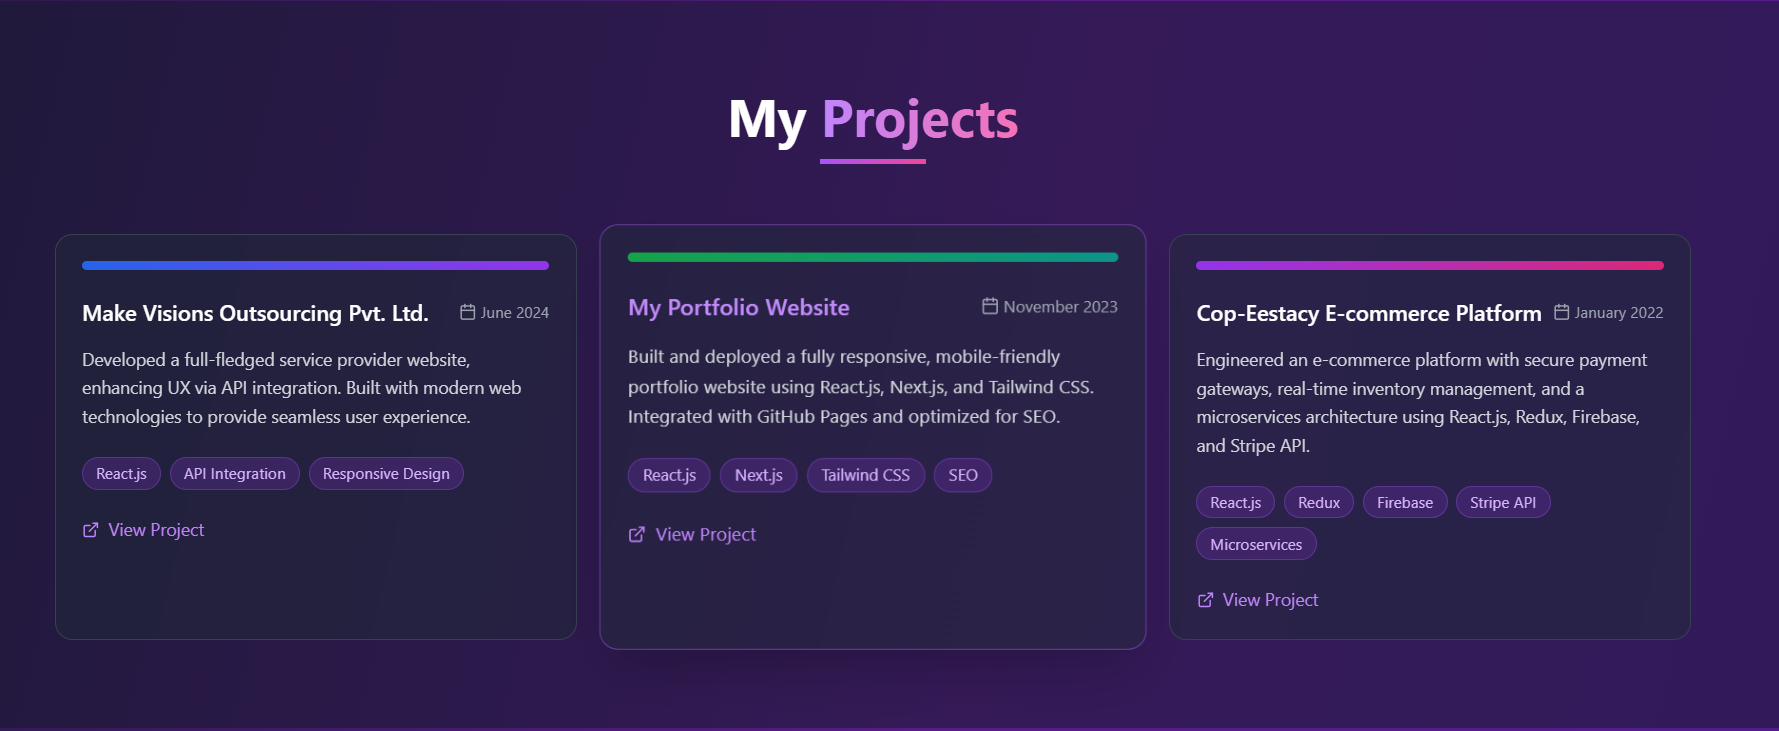 My Projects
Make Visions Outsourcing Pvt. Ltd. June 2024
Developed a full-fledged service provider website,
enhancing UX via API integration. Built with modern web
technologies to provide seamless user experience.
React.js API Integration Responsive Design
View Project
My Portfolio Website November 2023
Built and deployed a fully responsive, mobile-friendly
portfolio website using React.js, Next.js, and Tailwind CSS.
Integrated with GitHub Pages and optimized for SEO.
React.js Next.js Tailwind CSS SEO
View Project
Cop-Eestacy E-commerce Platform January 2022
Engineered an e-commerce platform with secure payment
gateways, real-time inventory management, and a
microservices architecture using React.js, Redux, Firebase,
and Stripe API.
React.js Redux Firebase Stripe API
Microservices
View Project